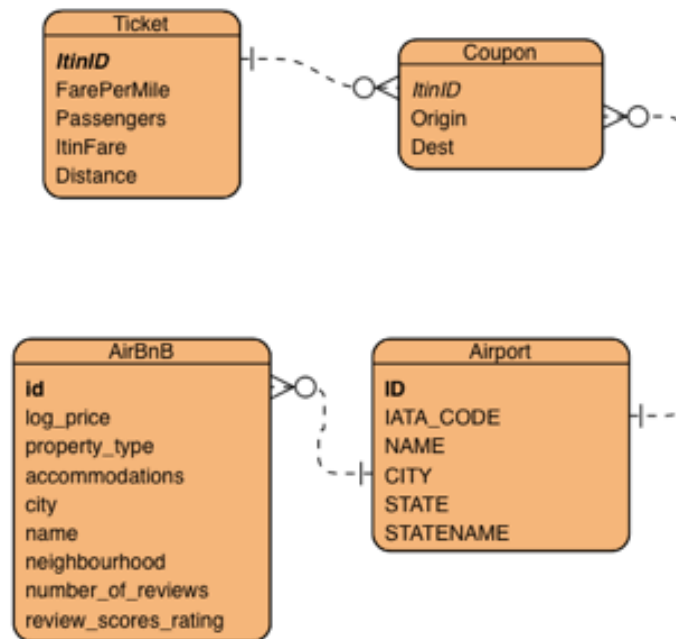 Ticket
ItinID
FarePerMile
Passengers
ItinFare
Distance
Coupon
ItinID
Origin
Dest
AirBnB
id
log_price
property_type
accommodations
city
name
neighbourhood
number_of_reviews
review_scores_rating
Airport
ID
IATA_CODE
NAME
CITY
STATE
STATENAME